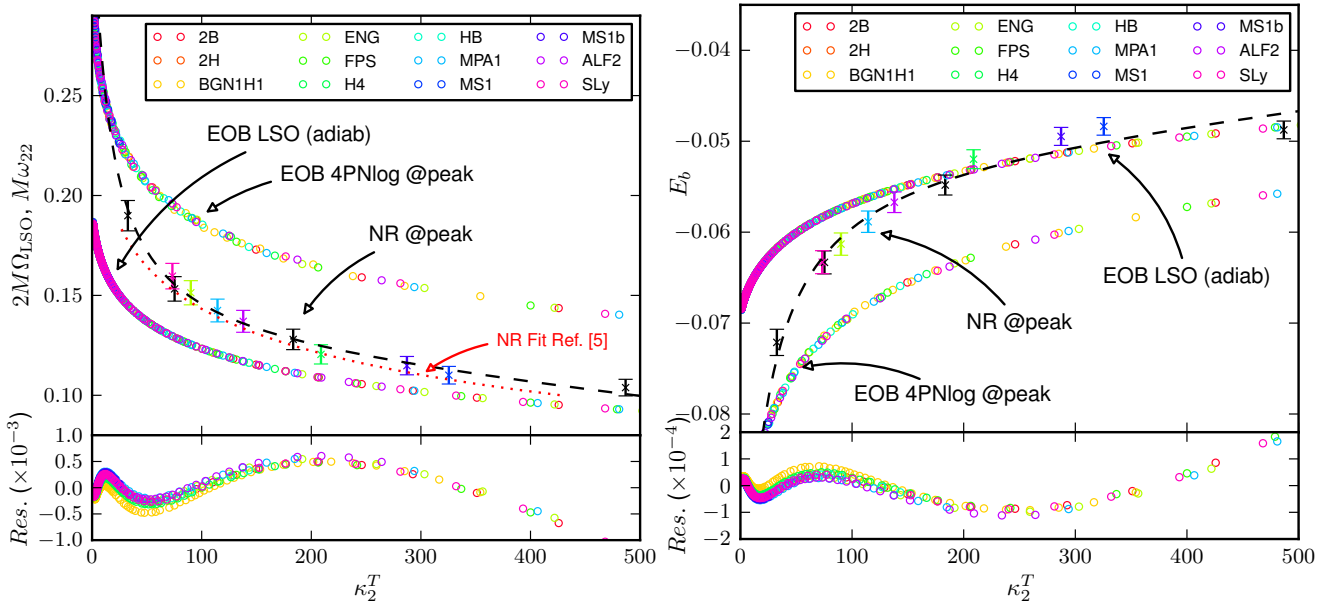 2B ENG HB MS1b
2H FPS MPA1 ALF2
BGN1H1 H4 MS1 SLy
0.25
0.20
0.15
0.10
2MΩ_LSO, Mω_22
EOB LSO (adiab)
EOB 4PNlog @peak
NR @peak
NR Fit Ref. [5]
1.0
0.5
0.0
−0.5
−1.0
Res. (×10^−3)
0 100 200 300 400 500
κ_2^T
2B ENG HB MS1b
2H FPS MPA1 ALF2
BGN1H1 H4 MS1 SLy
−0.04
−0.05
−0.06
−0.07
−0.08
E_b
EOB LSO (adiab)
NR @peak
EOB 4PNlog @peak
2
1
0
−1
−2
Res. (×10^−4)
0 100 200 300 400 500
κ_2^T